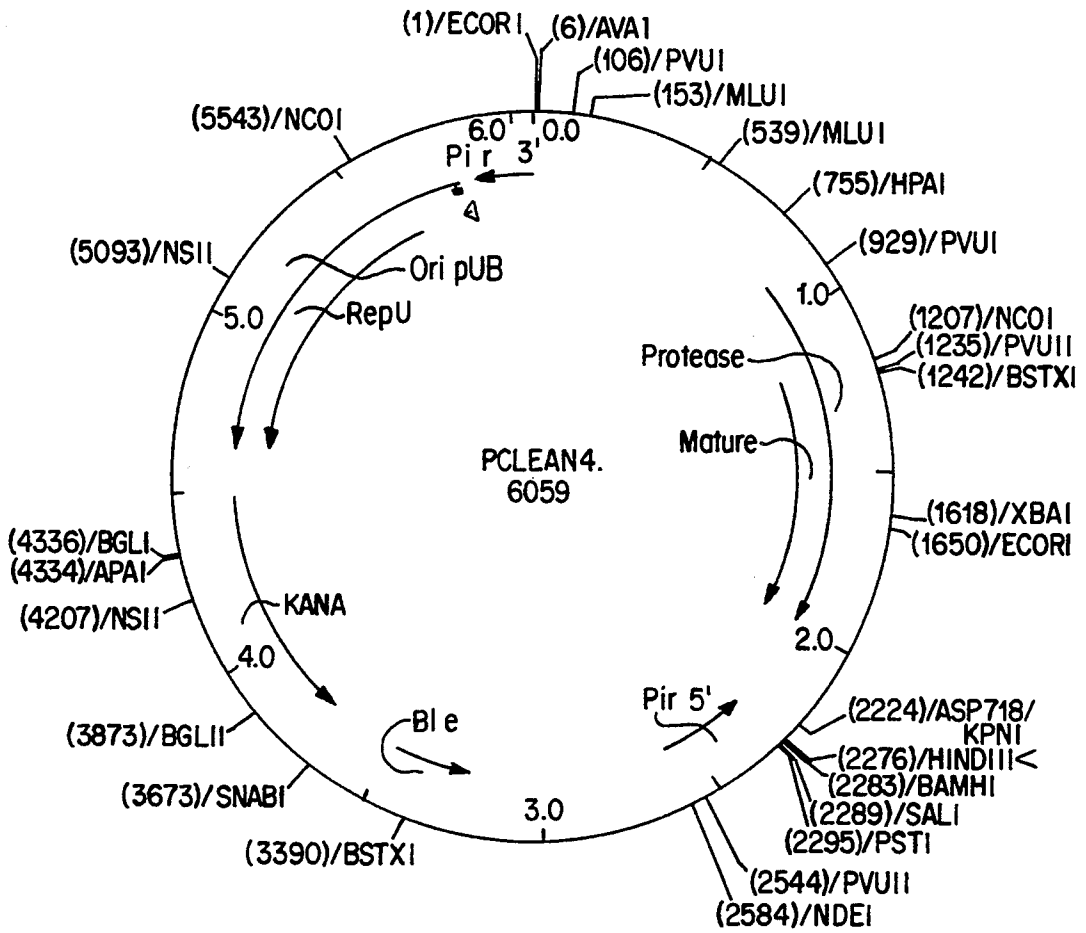 (1)/ECORI
(6)/AVAI
(106)/PVUI
(153)/MLUI
(539)/MLUI
(755)/HPAI
(929)/PVUI
(1207)/NCOI
(1235)/PVUII
(1242)/BSTXI
(1618)/XBAI
(1650)/ECORI
(2224)/ASP718/
KPNI
(2276)/HINDIII<
(2283)/BAMHI
(2289)/SALI
(2295)/PSTI
(2544)/PVUII
(2584)/NDEI
(3390)/BSTXI
(3673)/SNABI
(3873)/BGLII
(4207)/NSII
(4334)/APAI
(4336)/BGLI
(5093)/NSII
(5543)/NCOI
6.0
0.0
1.0
2.0
3.0
4.0
5.0
Pir 3'
Ori pUB
RepU
Protease
Mature
PCLEAN4.
6059
KANA
Ble
Pir 5'